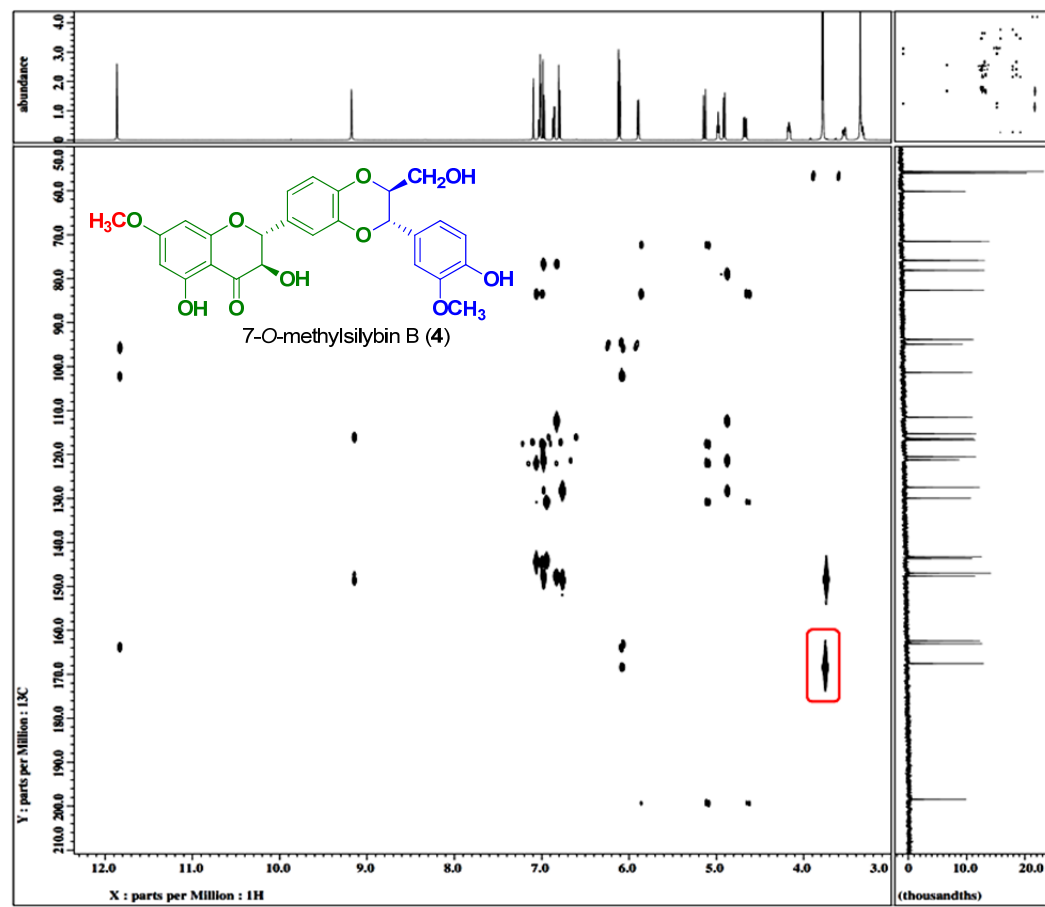 abundance
4.0
3.0
2.0
1.0
0
50.0
60.0
70.0
80.0
90.0
100.0
110.0
120.0
130.0
140.0
150.0
160.0
170.0
180.0
190.0
200.0
210.0
Y : parts per Million : 13C
O
CH2OH
H3CO
O
O
OH
OH
OH
O
OCH3
7-O-methylsilybin B (4)
12.0 11.0 10.0 9.0 8.0 7.0 6.0 5.0 4.0 3.0
X : parts per Million : 1H
0 10.0 20.0
(thousandths)